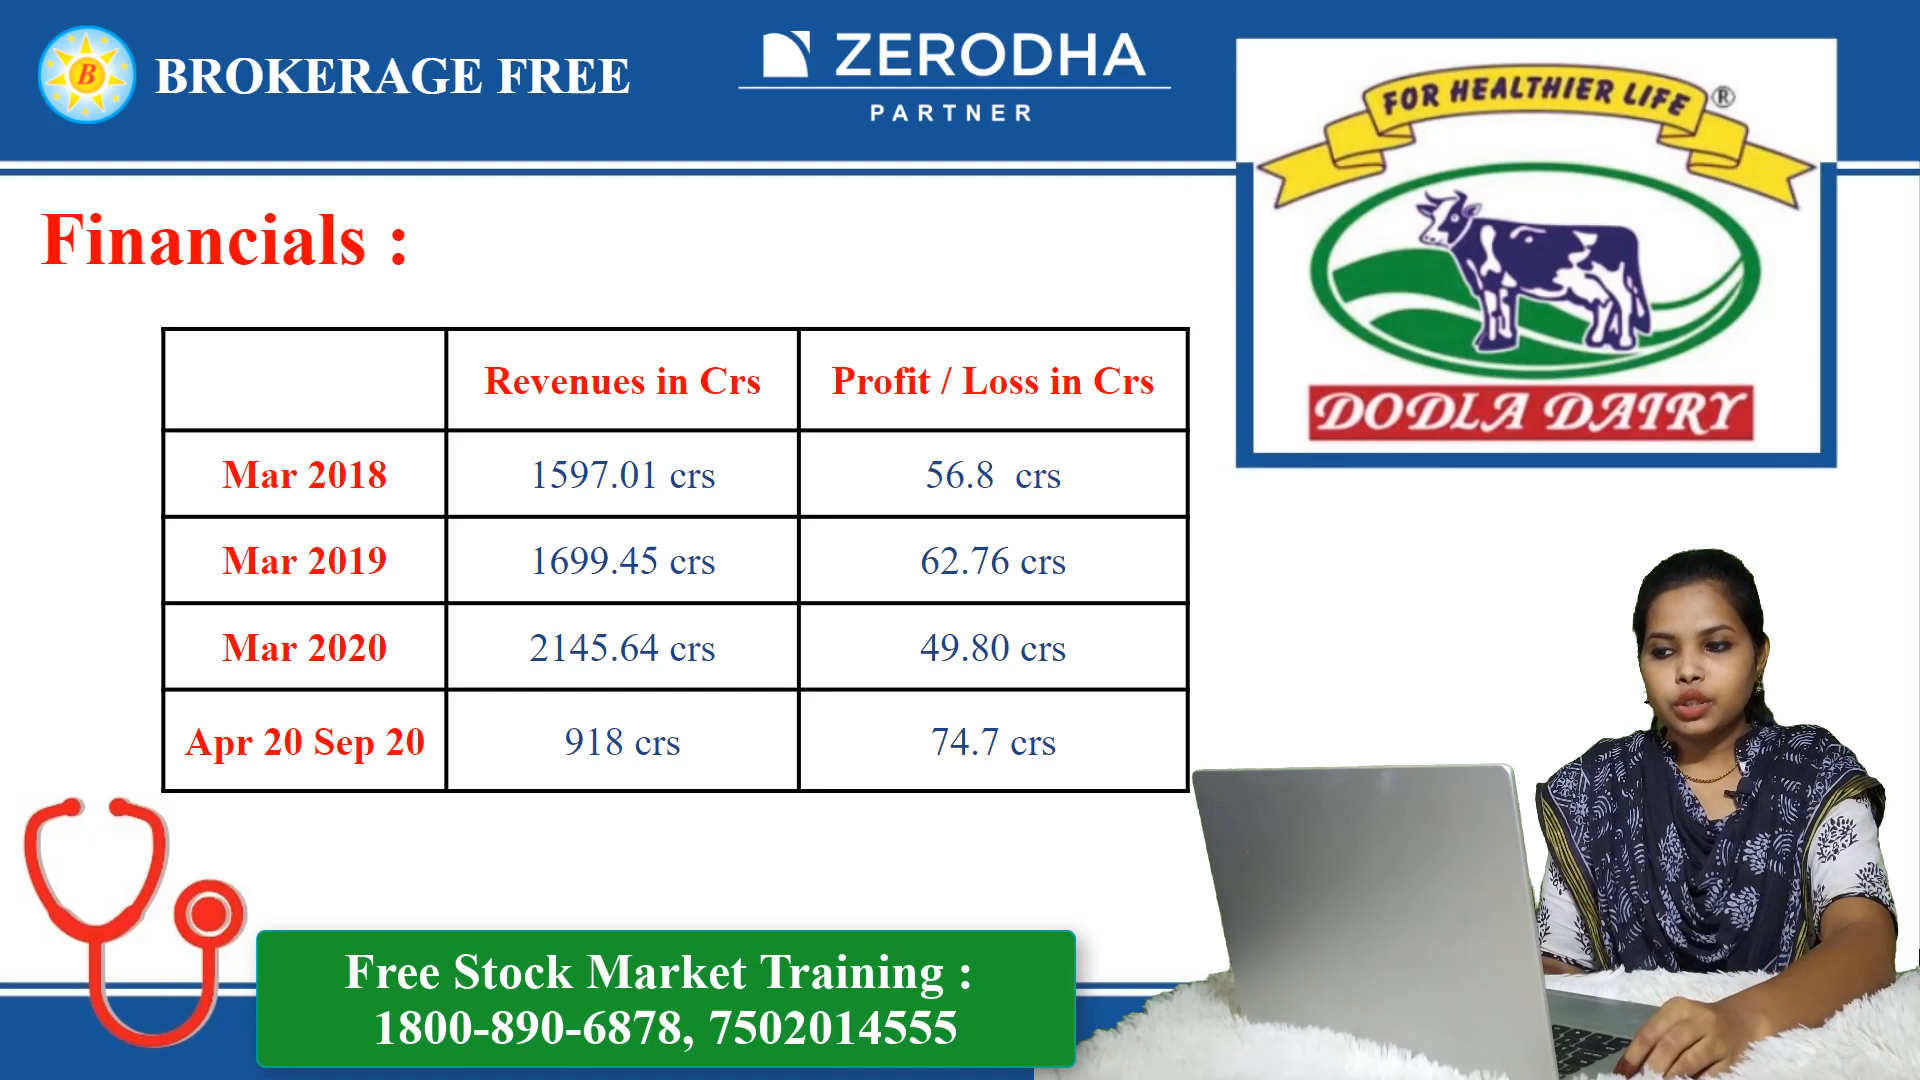 B BROKERAGE FREE
ZERODHA
PARTNER
FOR HEALTHIER LIFE ®
DODLA DAIRY
Financials :
Revenues in Crs Profit / Loss in Crs
Mar 2018 1597.01 crs 56.8 crs
Mar 2019 1699.45 crs 62.76 crs
Mar 2020 2145.64 crs 49.80 crs
Apr 20 Sep 20 918 crs 74.7 crs
Free Stock Market Training :
1800-890-6878, 7502014555